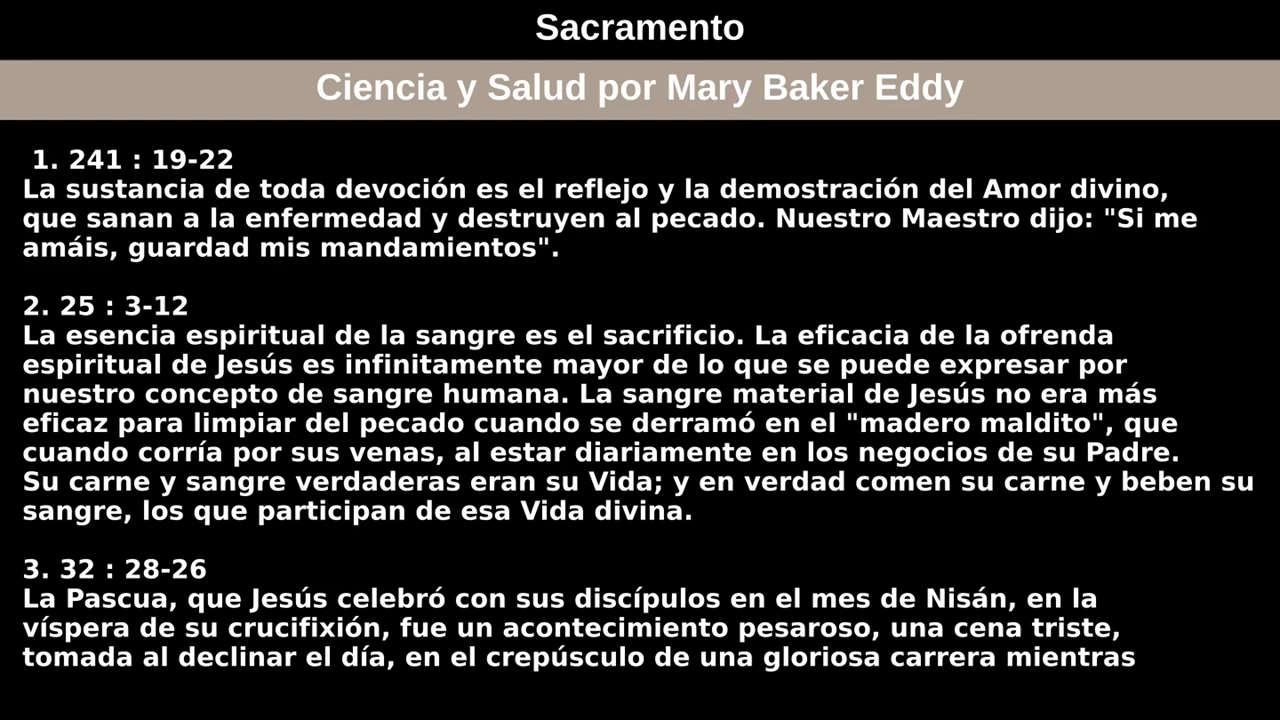 Sacramento
Ciencia y Salud por Mary Baker Eddy
1. 241 : 19-22
La sustancia de toda devoción es el reflejo y la demostración del Amor divino,
que sanan a la enfermedad y destruyen al pecado. Nuestro Maestro dijo: "Si me
amáis, guardad mis mandamientos".
2. 25 : 3-12
La esencia espiritual de la sangre es el sacrificio. La eficacia de la ofrenda
espiritual de Jesús es infinitamente mayor de lo que se puede expresar por
nuestro concepto de sangre humana. La sangre material de Jesús no era más
eficaz para limpiar del pecado cuando se derramó en el "madero maldito", que
cuando corría por sus venas, al estar diariamente en los negocios de su Padre.
Su carne y sangre verdaderas eran su Vida; y en verdad comen su carne y beben su
sangre, los que participan de esa Vida divina.
3. 32 : 28-26
La Pascua, que Jesús celebró con sus discípulos en el mes de Nisán, en la
víspera de su crucifixión, fue un acontecimiento pesaroso, una cena triste,
tomada al declinar el día, en el crepúsculo de una gloriosa carrera mientras